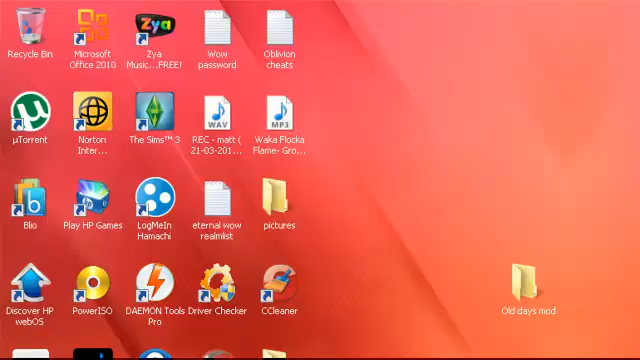 Recycle Bin
Microsoft
Office 2010
Zya
Zya
Music...FREE!
Wow
password
Oblivion
cheats
µ
µTorrent
Norton
Inter...
The Sims™ 3
WAV
REC - matt (
21-03-201...
MP3
Waka Flocka
Flame- Gro...
b
Blio
Play HP Games
LogMeIn
Hamachi
eternal wow
realmlist
pictures
Discover HP
webOS
PowerISO
DAEMON Tools
Pro
Driver Checker
CCleaner
Old days mod